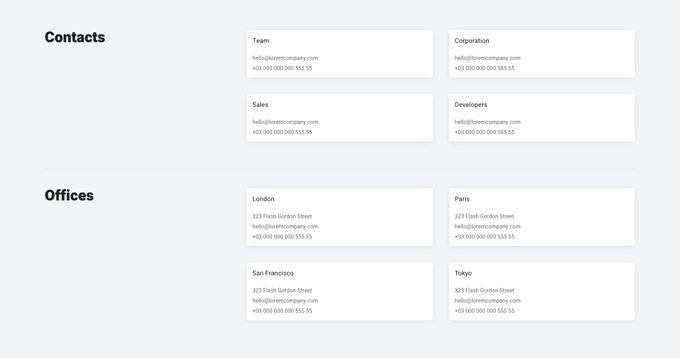 Contacts
Team
hello@loremcompany.com
+03 000 000 000 555 55
Corporation
hello@loremcompany.com
+03 000 000 000 555 55
Sales
hello@loremcompany.com
+03 000 000 000 555 55
Developers
hello@loremcompany.com
+03 000 000 000 555 55
Offices
London
323 Flash Gordon Street
hello@loremcompany.com
+03 000 000 000 555 55
Paris
323 Flash Gordon Street
hello@loremcompany.com
+03 000 000 000 555 55
San Francisco
323 Flash Gordon Street
hello@loremcompany.com
+03 000 000 000 555 55
Tokyo
323 Flash Gordon Street
hello@loremcompany.com
+03 000 000 000 555 55